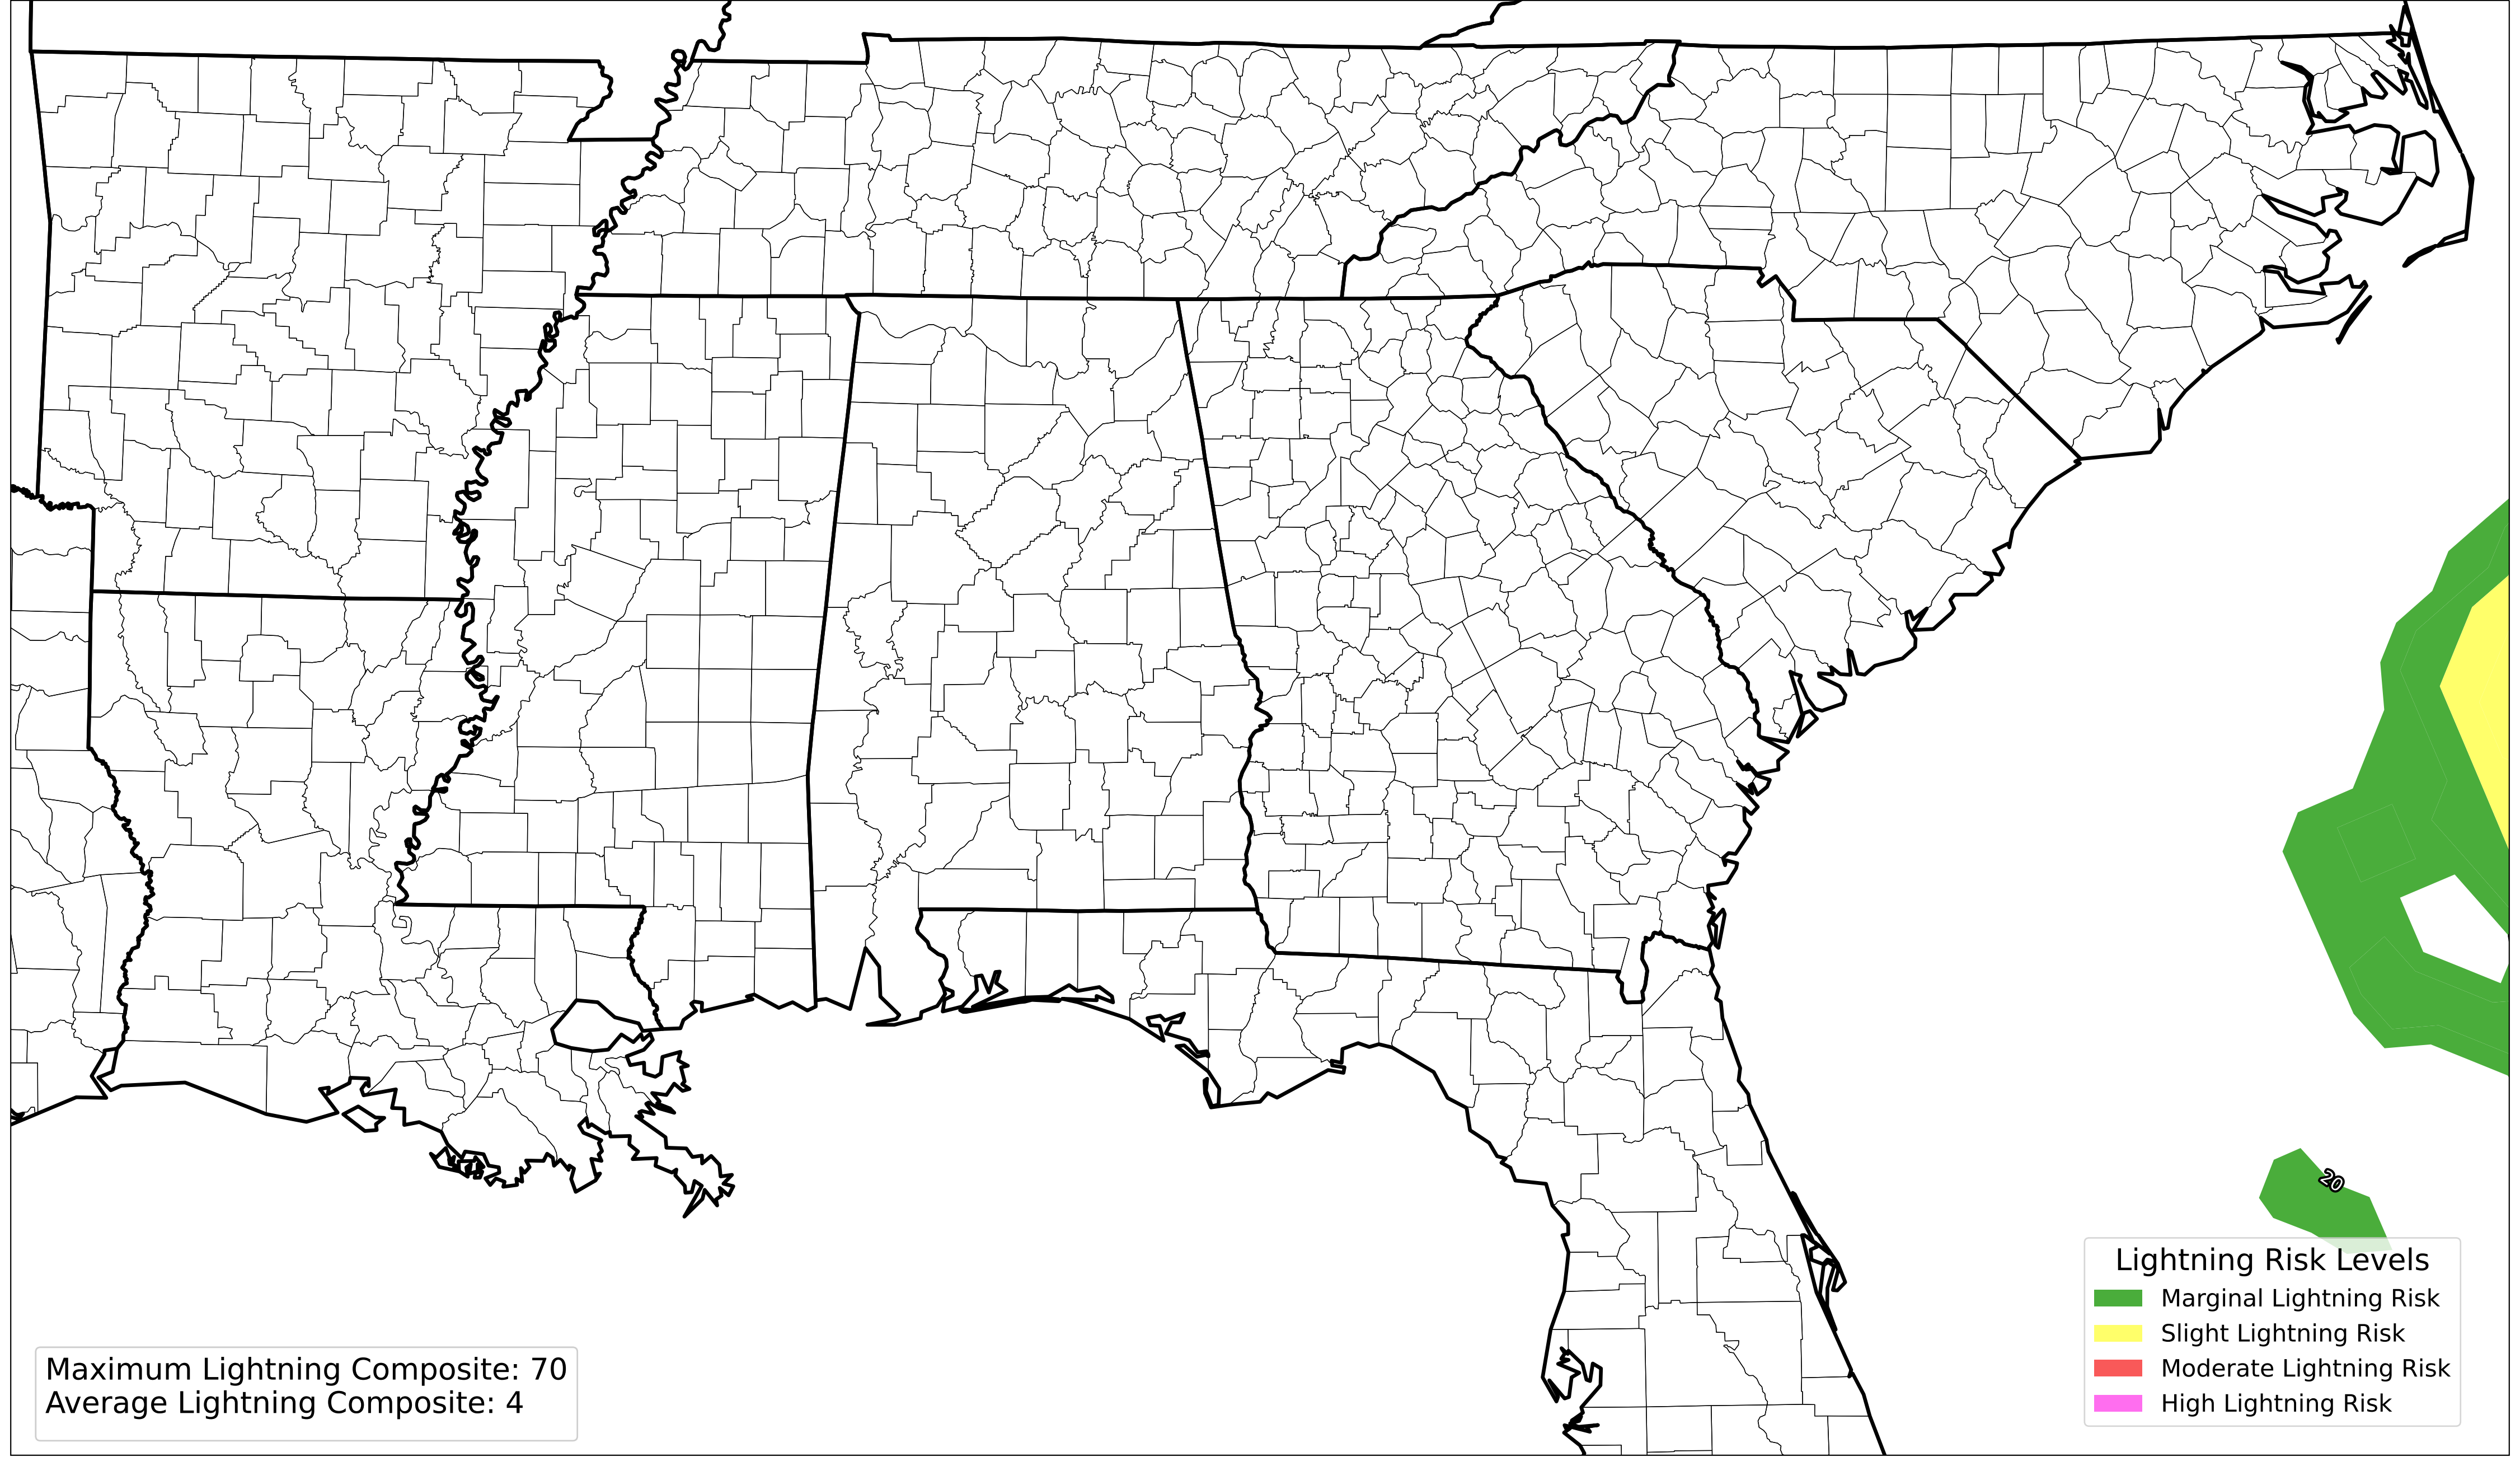 20
Lightning Risk Levels
Marginal Lightning Risk
Slight Lightning Risk
Moderate Lightning Risk
High Lightning Risk
Maximum Lightning Composite: 70
Average Lightning Composite: 4